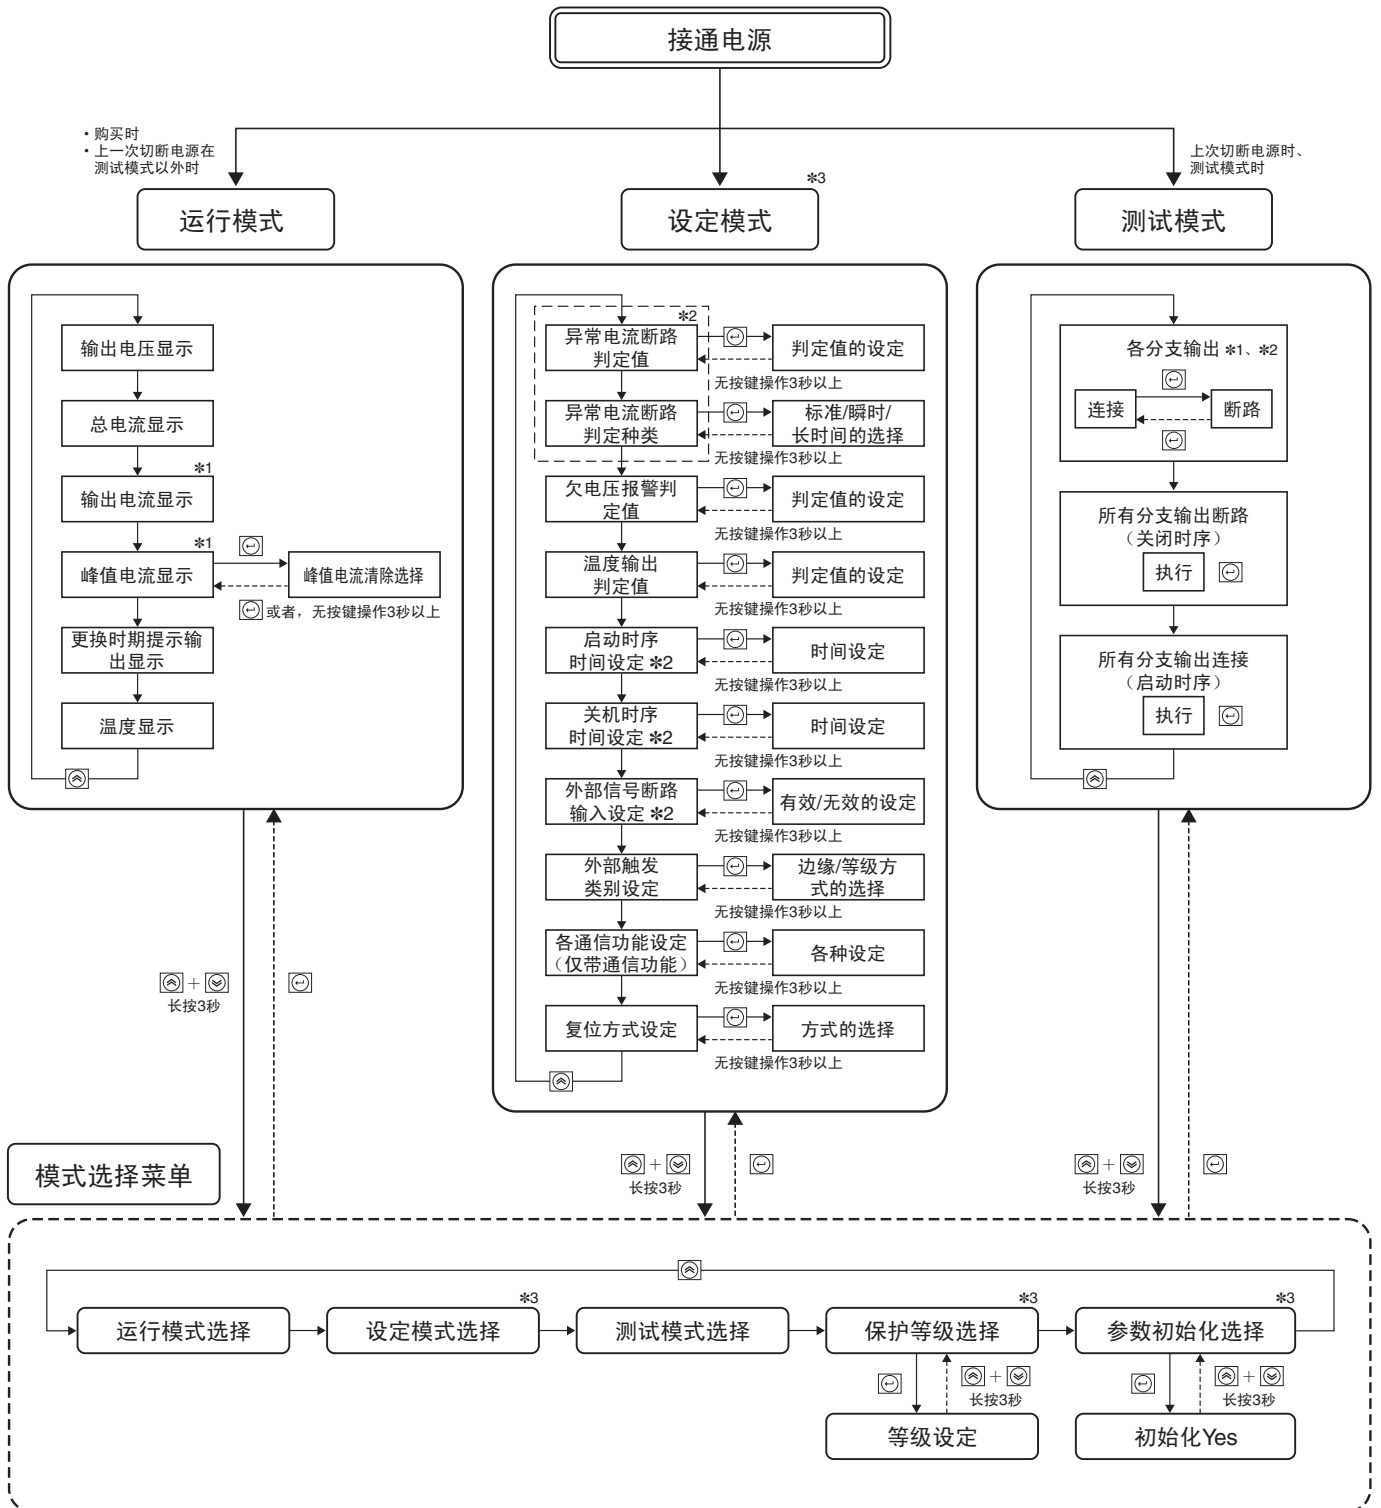 接通电源
• 购买时
• 上一次切断电源在
测试模式以外时
上次切断电源时、
测试模式时
运行模式
✽3
设定模式
测试模式
输出电压显示
总电流显示
✽1
输出电流显示
✽1
峰值电流显示
峰值电流清除选择
或者，无按键操作3秒以上
更换时期提示输
出显示
温度显示
✽2
异常电流断路
判定值
判定值的设定
无按键操作3秒以上
异常电流断路
判定种类
标准/瞬时/
长时间的选择
无按键操作3秒以上
欠电压报警判
定值
判定值的设定
无按键操作3秒以上
温度输出
判定值
判定值的设定
无按键操作3秒以上
启动时序
时间设定 ✽2
时间设定
无按键操作3秒以上
关机时序
时间设定 ✽2
时间设定
无按键操作3秒以上
外部信号断路
输入设定 ✽2
有效/无效的设定
无按键操作3秒以上
外部触发
类别设定
边缘/等级方
式的选择
无按键操作3秒以上
各通信功能设定
（仅带通信功能）
各种设定
无按键操作3秒以上
复位方式设定
方式的选择
无按键操作3秒以上
各分支输出 ✽1、✽2
连接
断路
所有分支输出断路
（关闭时序）
执行
所有分支输出连接
（启动时序）
执行
+
长按3秒
+
长按3秒
+
长按3秒
模式选择菜单
运行模式选择
✽3
设定模式选择
测试模式选择
✽3
保护等级选择
✽3
参数初始化选择
+
长按3秒
+
长按3秒
等级设定
初始化Yes